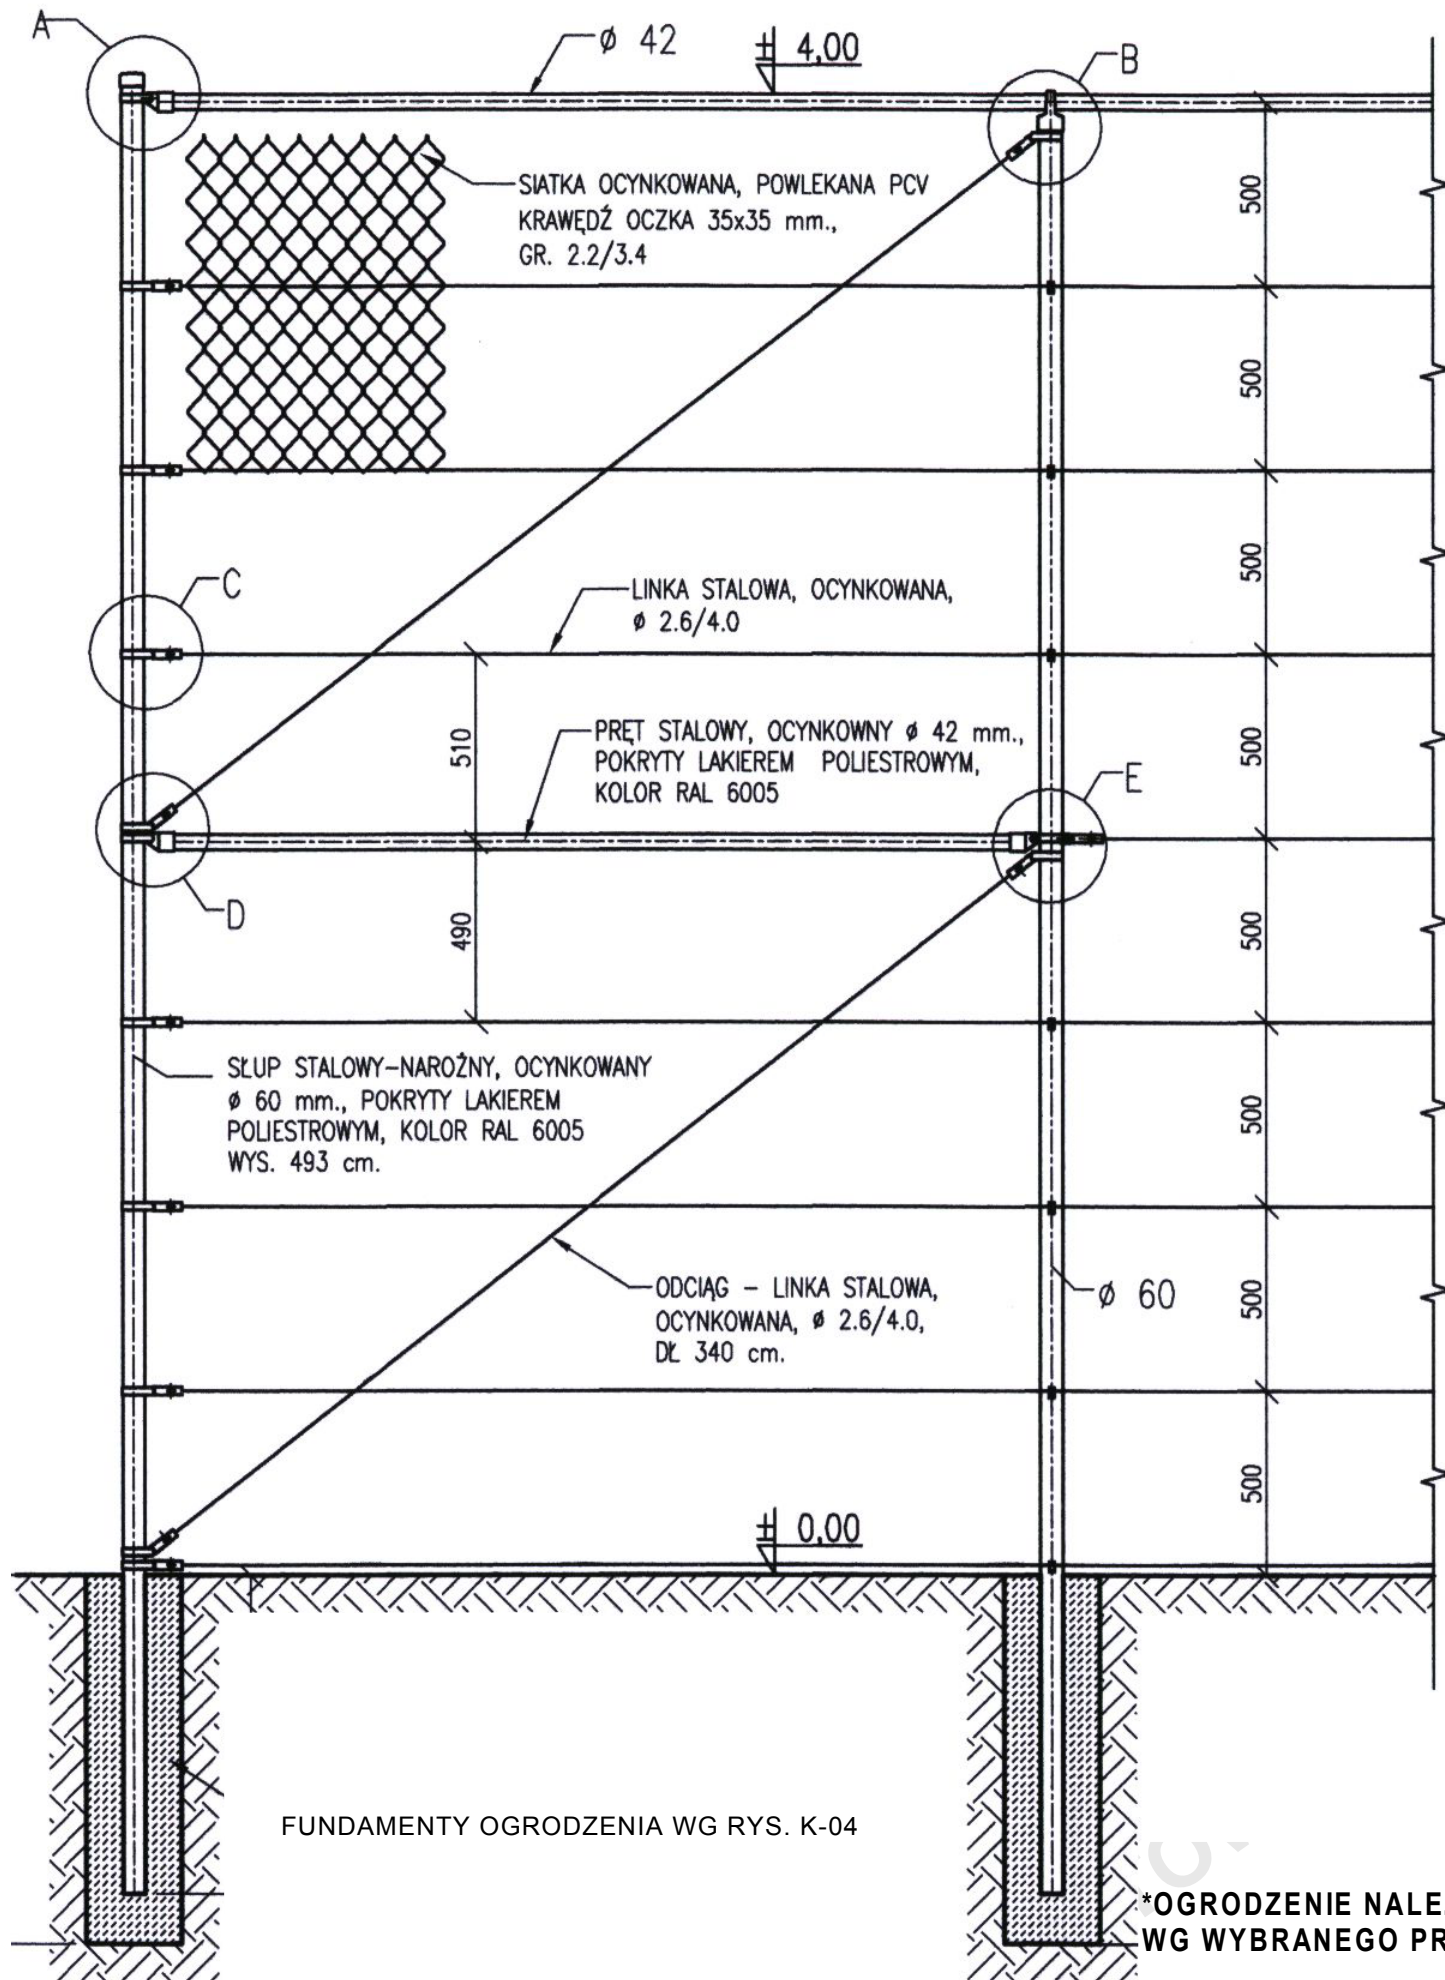 A
ø 42
± 4,00
B
SIATKA OCYNKOWANA, POWLEKANA PCV
KRAWĘDŹ OCZKA 35x35 mm.,
GR. 2.2/3.4
500
500
C
LINKA STALOWA, OCYNKOWANA,
ø 2.6/4.0
500
510
PRĘT STALOWY, OCYNKOWNY ø 42 mm.,
POKRYTY LAKIEREM POLIESTROWYM,
KOLOR RAL 6005
500
E
D
490
500
SŁUP STALOWY-NAROŻNY, OCYNKOWANY
ø 60 mm., POKRYTY LAKIEREM
POLIESTROWYM, KOLOR RAL 6005
WYS. 493 cm.
500
ODCIĄG - LINKA STALOWA,
OCYNKOWANA, ø 2.6/4.0,
DŁ 340 cm.
ø 60
500
500
± 0,00
FUNDAMENTY OGRODZENIA WG RYS. K-04
*OGRODZENIE
WG WYBRANEGO